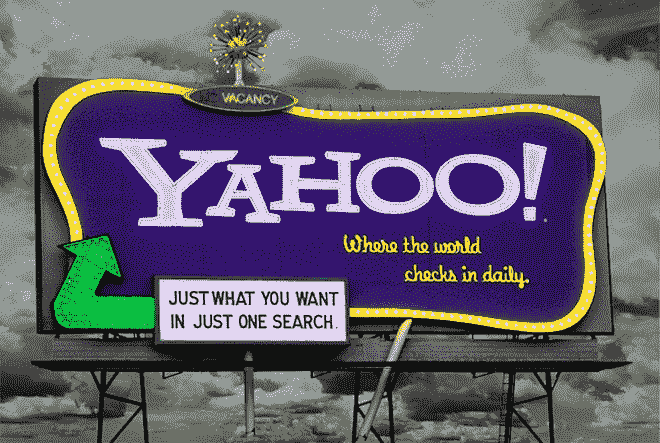 VACANCY
YAHOO!
Where the world
checks in daily.
JUST WHAT YOU WANT
IN JUST ONE SEARCH.